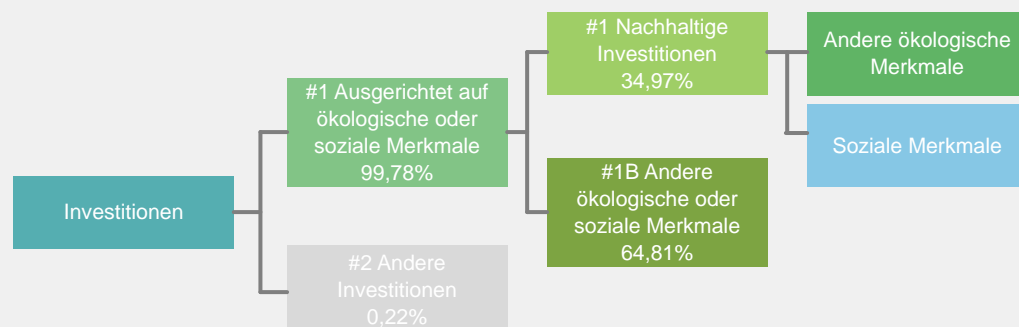 Investitionen
#1 Ausgerichtet auf
ökologische oder
soziale Merkmale
99,78%
#2 Andere
Investitionen
0,22%
#1 Nachhaltige
Investitionen
34,97%
#1B Andere
ökologische oder
soziale Merkmale
64,81%
Andere ökologische
Merkmale
Soziale Merkmale